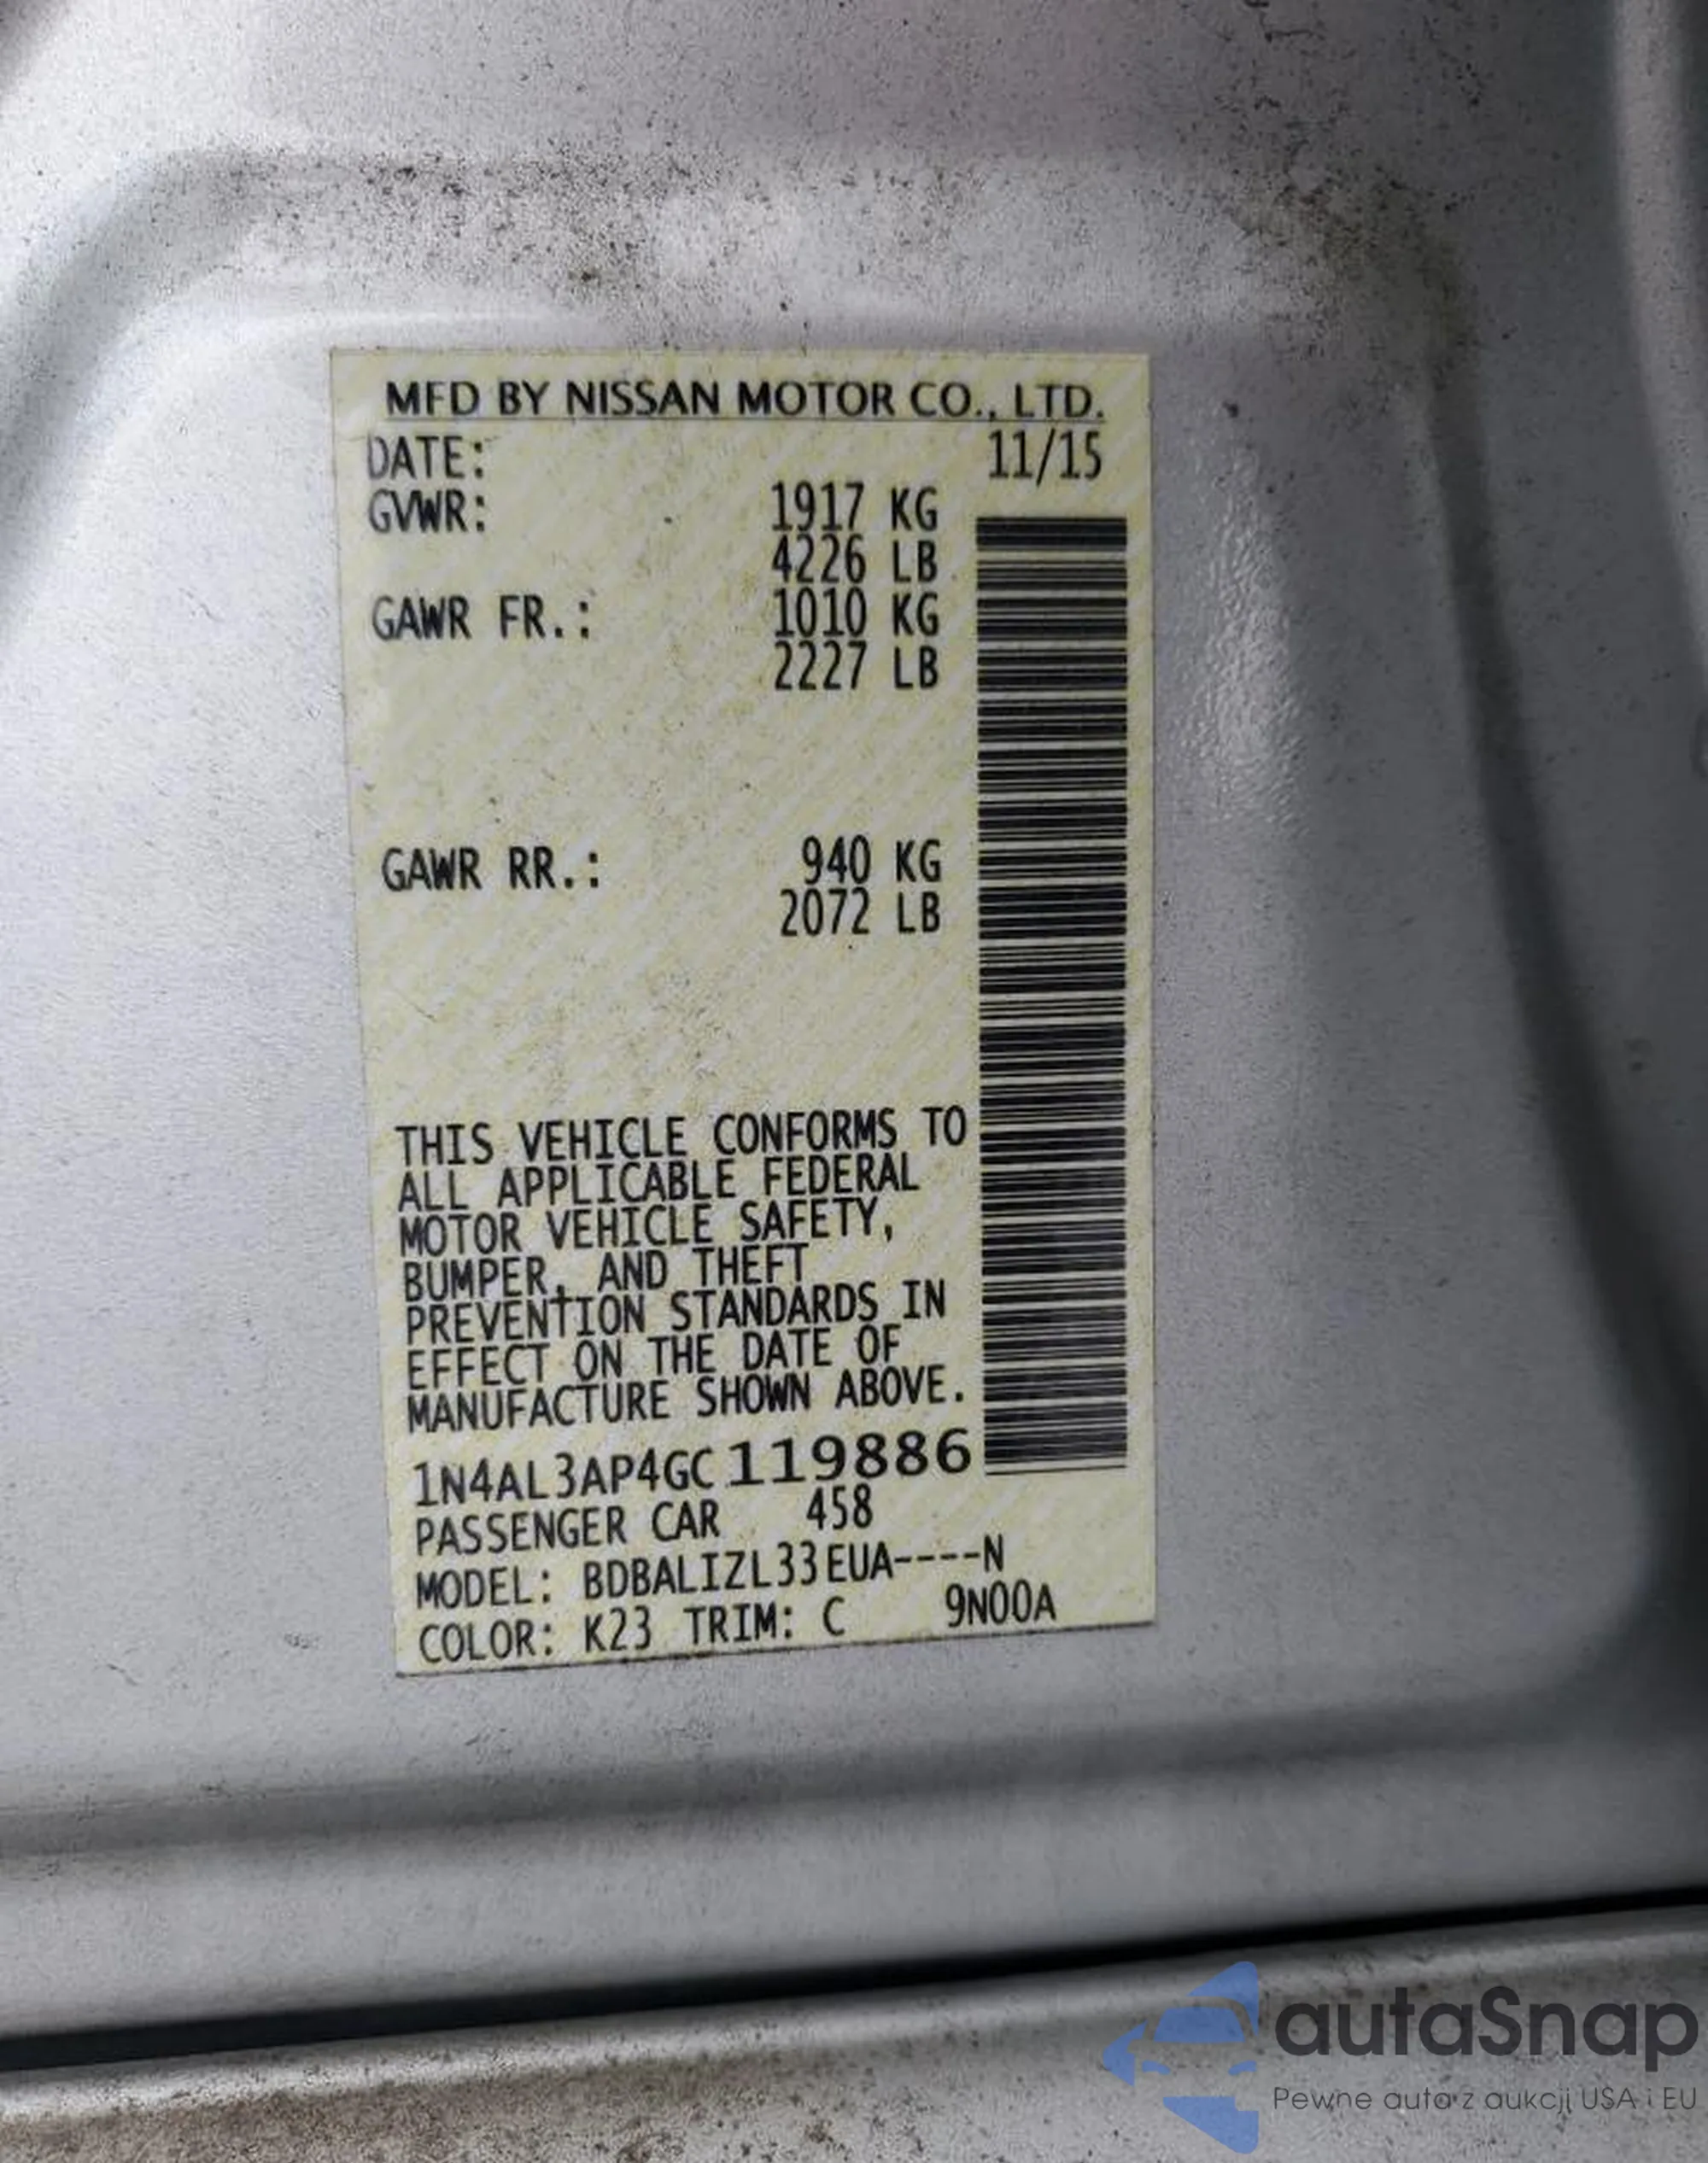 MFD BY NISSAN MOTOR CO., LTD.
DATE: 11/15
GVWR: 1917 KG
4226 LB
GAWR FR.: 1010 KG
2227 LB
GAWR RR.: 940 KG
2072 LB
THIS VEHICLE CONFORMS TO
ALL APPLICABLE FEDERAL
MOTOR VEHICLE SAFETY,
BUMPER, AND THEFT
PREVENTION STANDARDS IN
EFFECT ON THE DATE OF
MANUFACTURE SHOWN ABOVE.
1N4AL3AP4GC119886
PASSENGER CAR 458
MODEL: BDBALIZL33EUA----N
COLOR: K23 TRIM: C 9N00A
autaSnap
Pewne auta z aukcji USA i EU